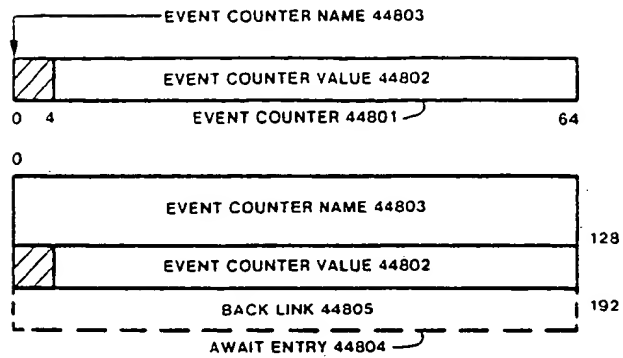 EVENT COUNTER NAME 44803
EVENT COUNTER VALUE 44802
0 4 EVENT COUNTER 44801 64
0
EVENT COUNTER NAME 44803
128
EVENT COUNTER VALUE 44802
BACK LINK 44805 192
AWAIT ENTRY 44804